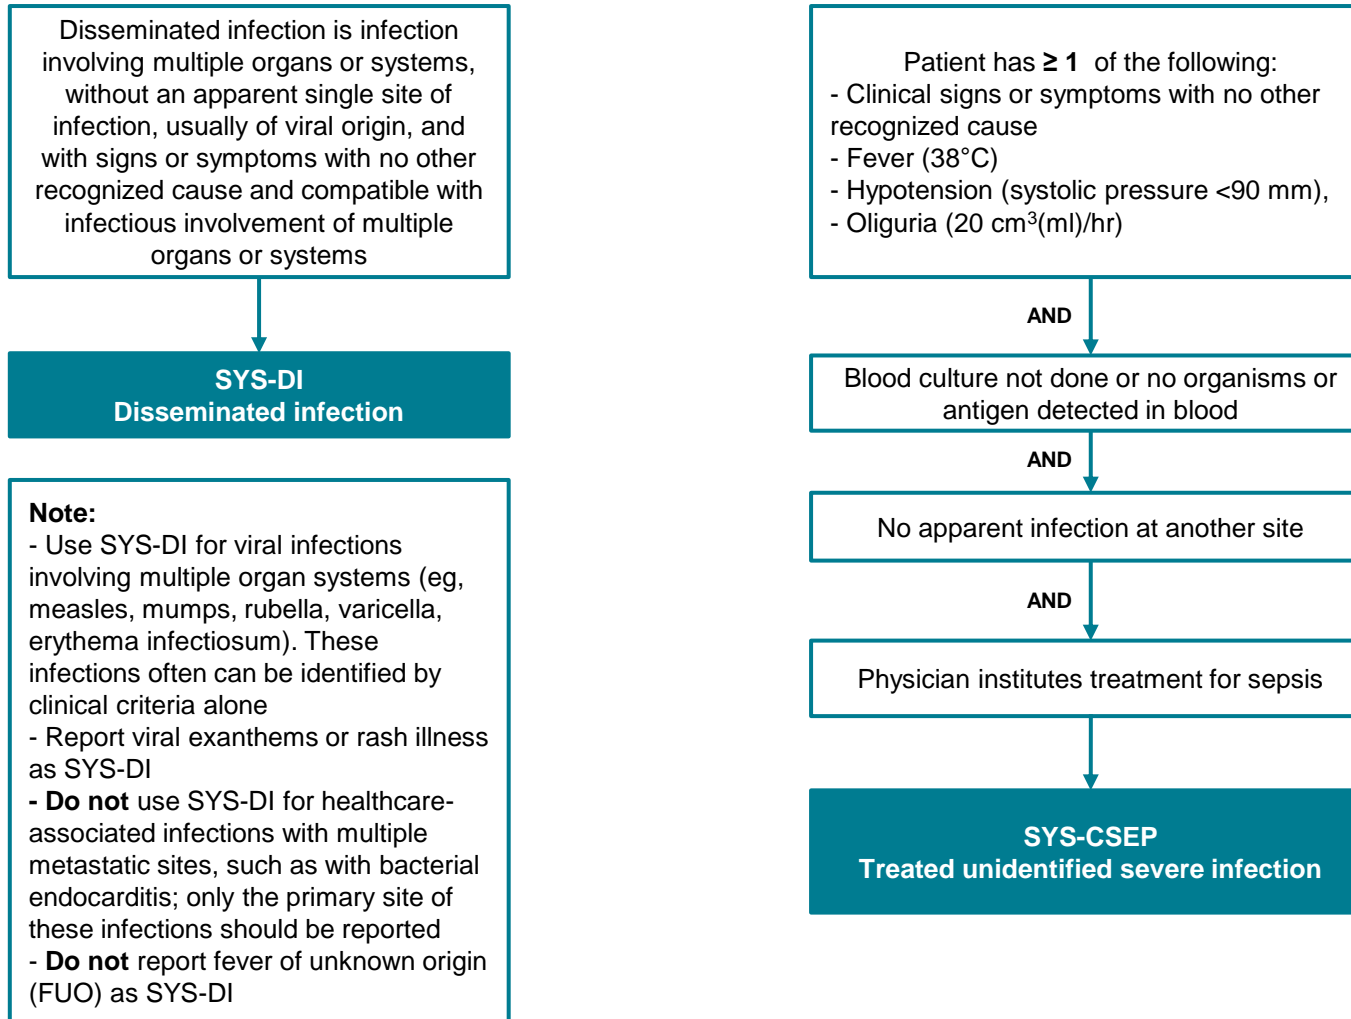 Disseminated infection is infection
involving multiple organs or systems,
without an apparent single site of
infection, usually of viral origin, and
with signs or symptoms with no other
recognized cause and compatible with
infectious involvement of multiple
organs or systems
SYS-DI
Disseminated infection
Note:
- Use SYS-DI for viral infections
involving multiple organ systems (eg,
measles, mumps, rubella, varicella,
erythema infectiosum). These
infections often can be identified by
clinical criteria alone
- Report viral exanthems or rash illness
as SYS-DI
- Do not use SYS-DI for healthcare-
associated infections with multiple
metastatic sites, such as with bacterial
endocarditis; only the primary site of
these infections should be reported
- Do not report fever of unknown origin
(FUO) as SYS-DI
Patient has ≥ 1 of the following:
- Clinical signs or symptoms with no other
recognized cause
- Fever (38°C)
- Hypotension (systolic pressure <90 mm),
- Oliguria (20 cm³(ml)/hr)
AND
Blood culture not done or no organisms or
antigen detected in blood
AND
No apparent infection at another site
AND
Physician institutes treatment for sepsis
SYS-CSEP
Treated unidentified severe infection